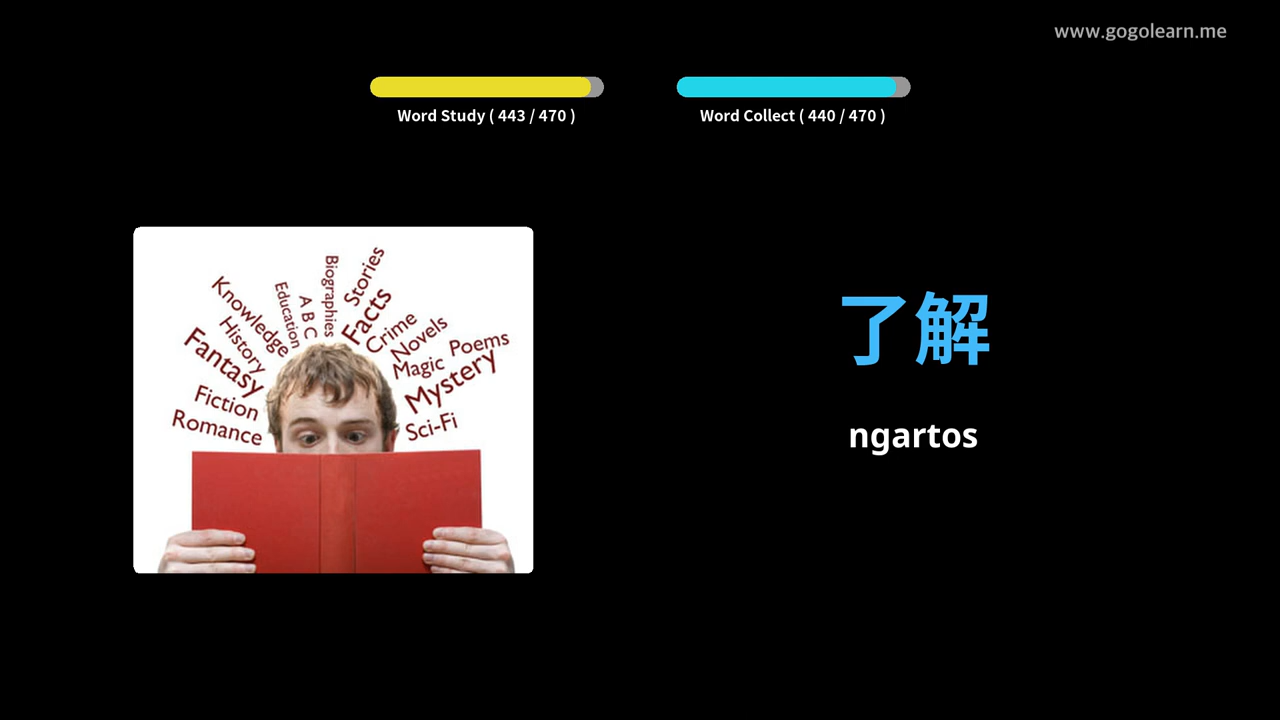 www.gogolearn.me
Word Study ( 443 / 470 )
Word Collect ( 440 / 470 )
Knowledge
Education
A B C
Biographies
Stories
Facts
Crime
Novels
Poems
History
Fantasy
Magic
Mystery
Fiction
Romance
Sci-Fi
了解
ngartos